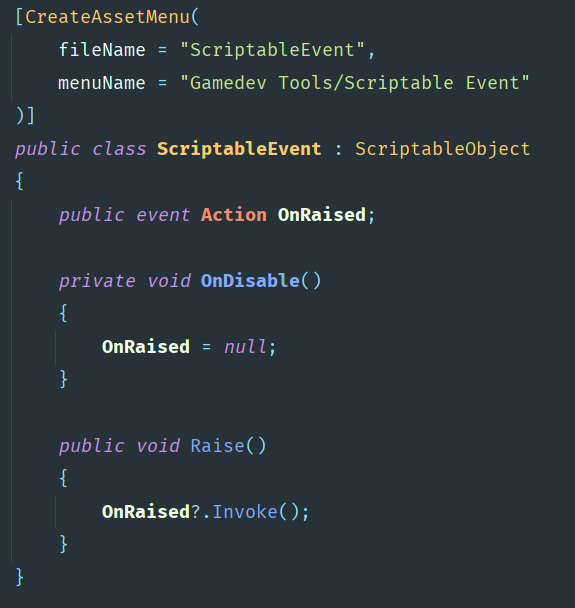 [CreateAssetMenu(
    fileName = "ScriptableEvent",
    menuName = "Gamedev Tools/Scriptable Event"
)]
public class ScriptableEvent : ScriptableObject
{
    public event Action OnRaised;

    private void OnDisable()
    {
        OnRaised = null;
    }

    public void Raise()
    {
        OnRaised?.Invoke();
    }
}